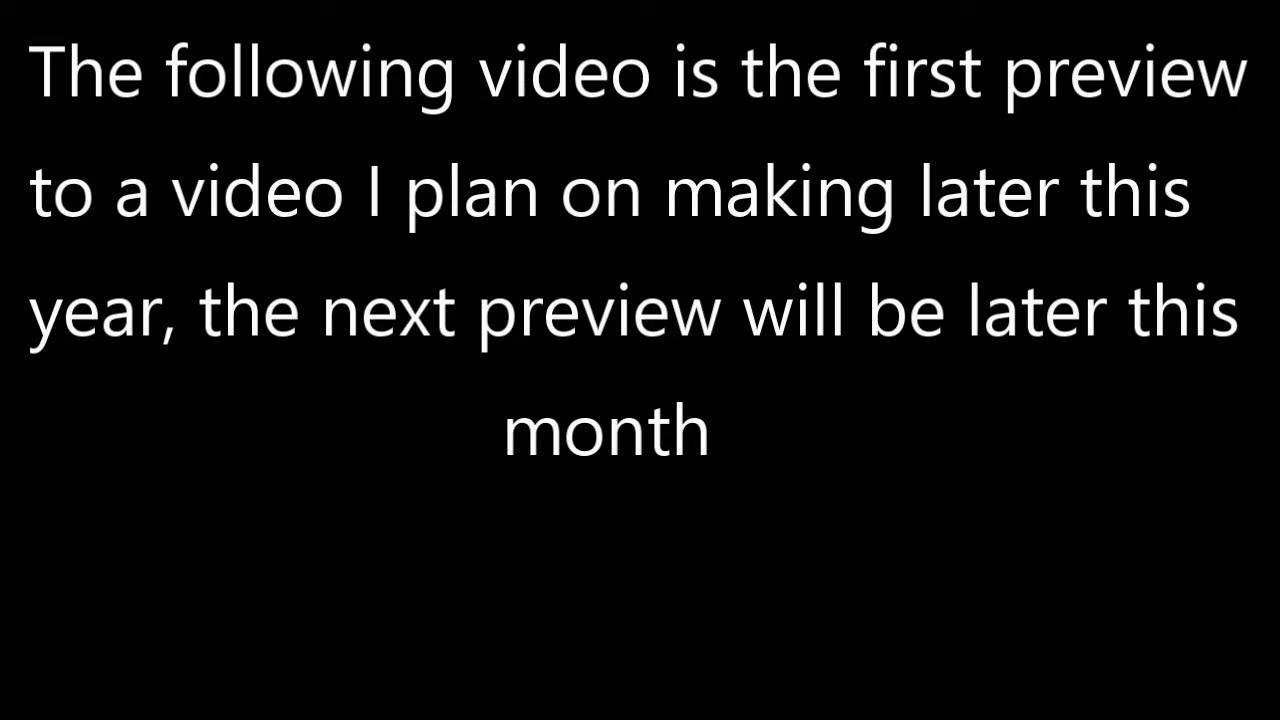 The following video is the first preview
to a video I plan on making later this
year, the next preview will be later this
month